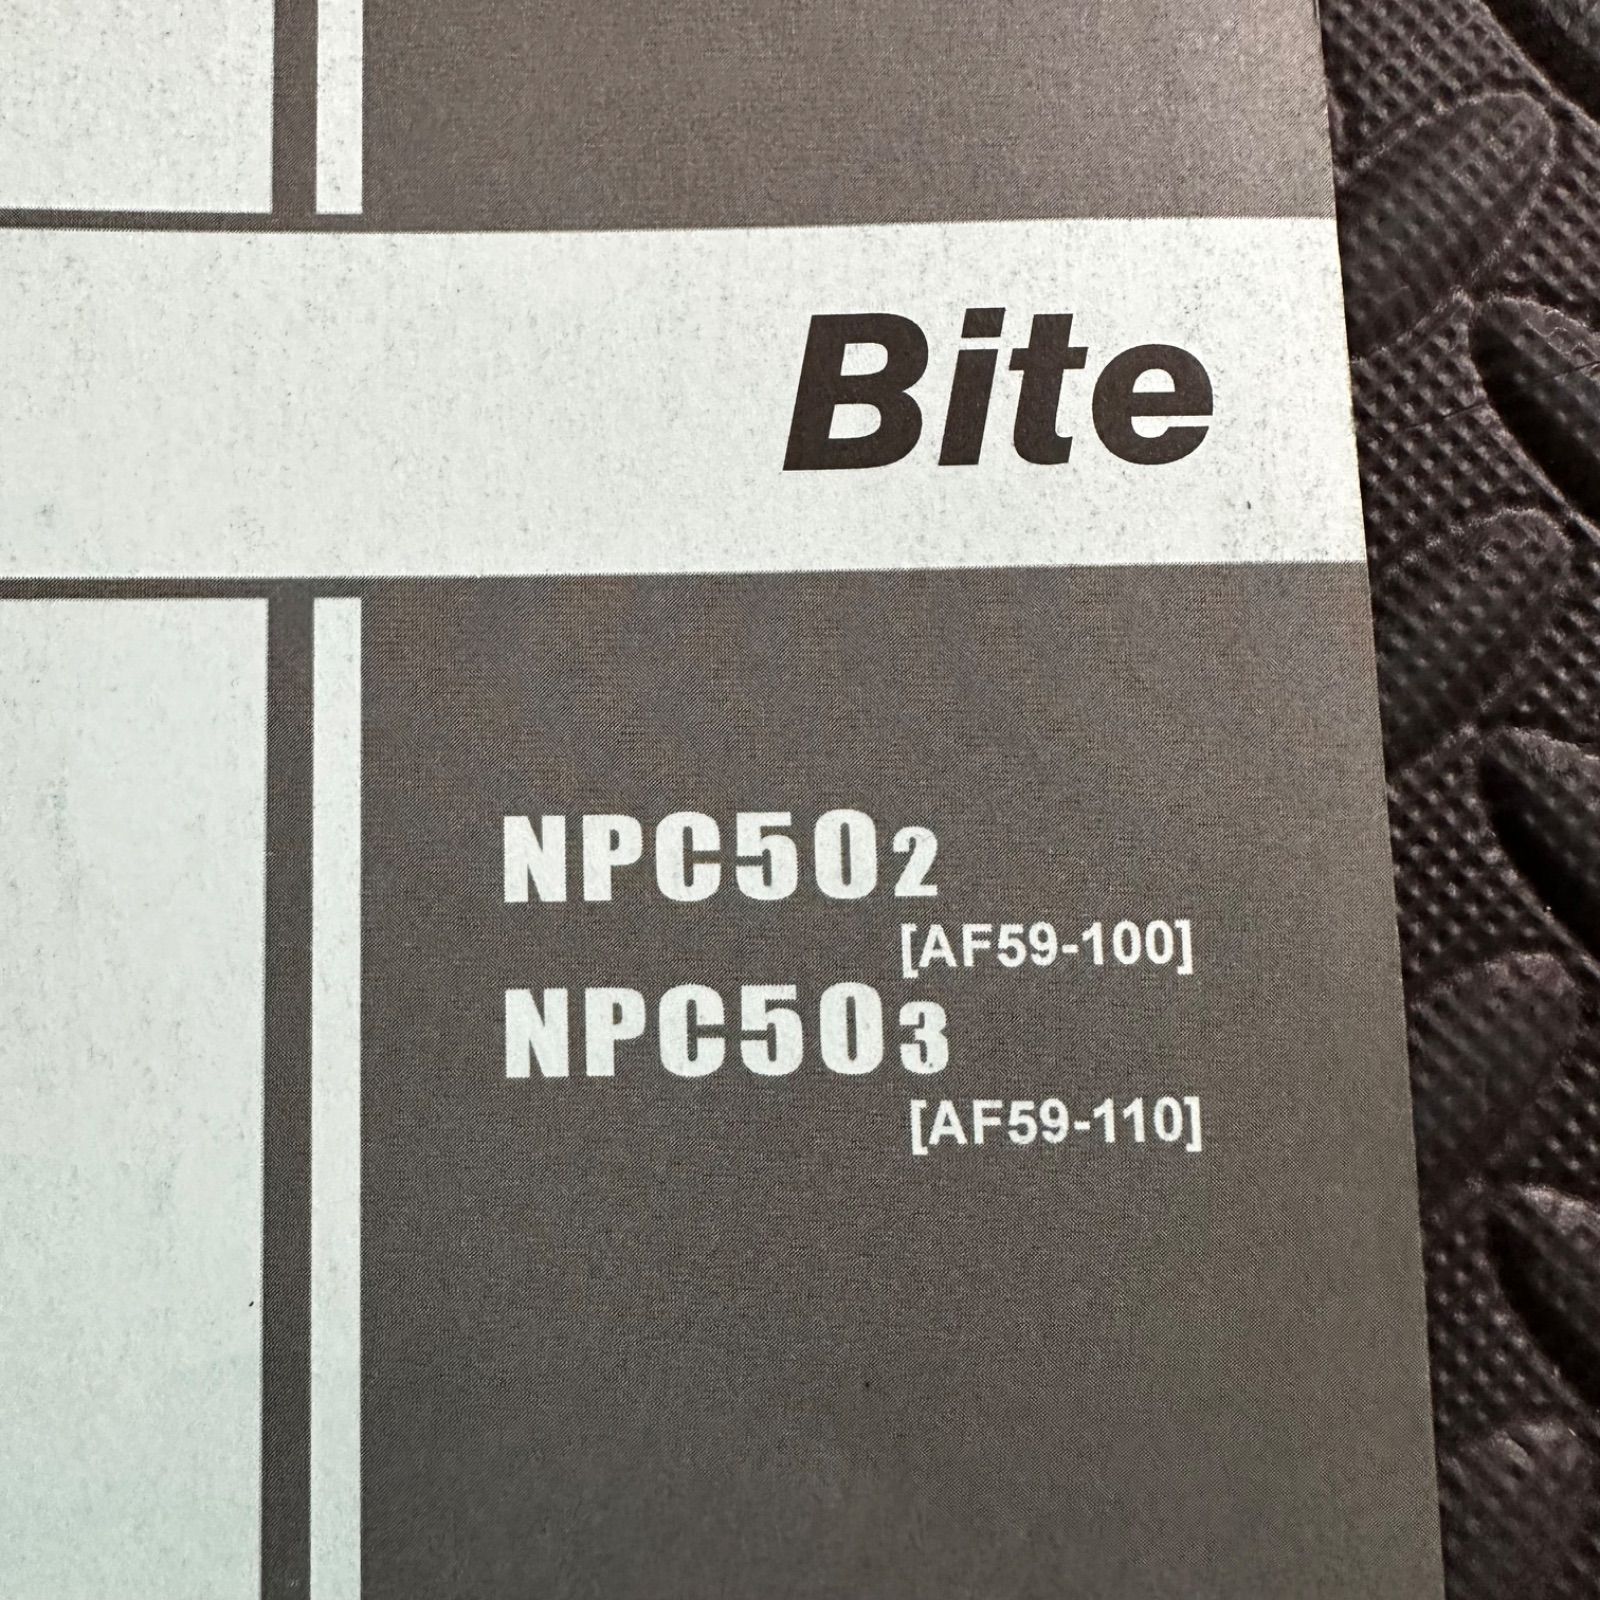 Bite
NPC502
[AF59-100]
NPC503
[AF59-110]